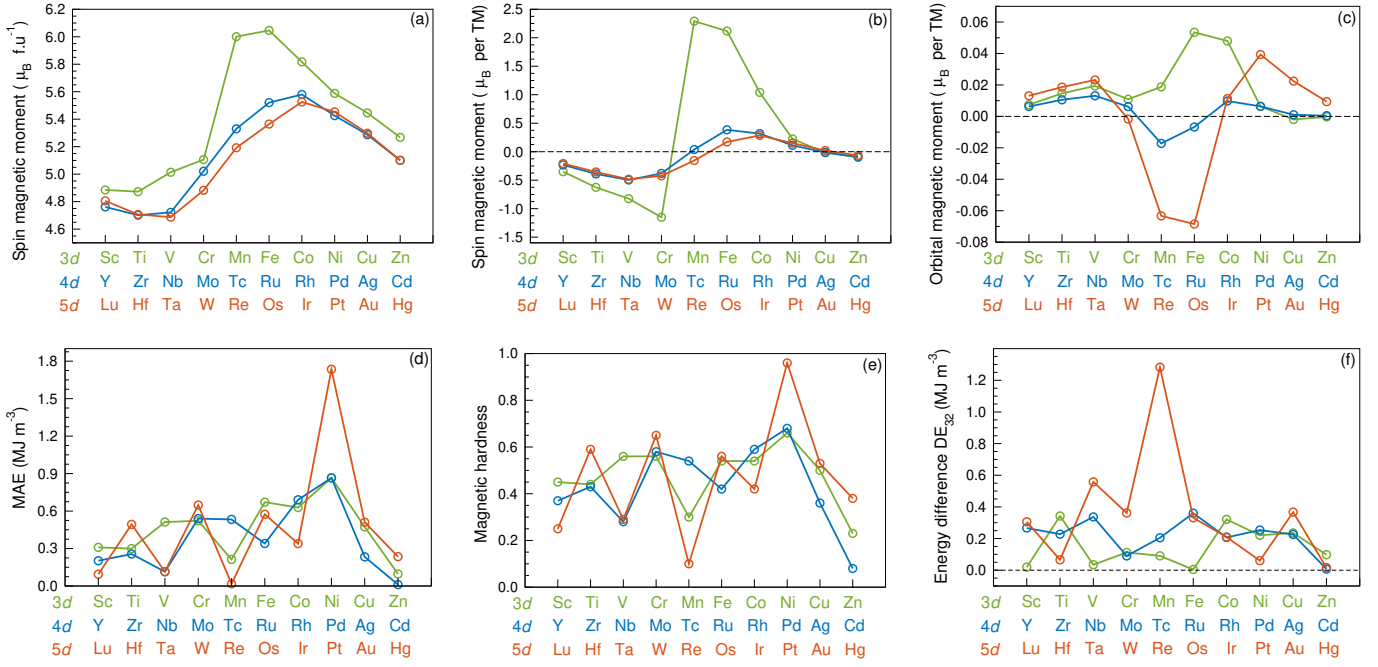 (a)
Spin magnetic moment ( μB f.u-1)
6.2
6.0
5.8
5.6
5.4
5.2
5.0
4.8
4.6
3d Sc Ti V Cr Mn Fe Co Ni Cu Zn
4d Y Zr Nb Mo Tc Ru Rh Pd Ag Cd
5d Lu Hf Ta W Re Os Ir Pt Au Hg
(b)
Spin magnetic moment ( μB per TM)
2.5
2.0
1.5
1.0
0.5
0.0
-0.5
-1.0
-1.5
3d Sc Ti V Cr Mn Fe Co Ni Cu Zn
4d Y Zr Nb Mo Tc Ru Rh Pd Ag Cd
5d Lu Hf Ta W Re Os Ir Pt Au Hg
(c)
Orbital magnetic moment ( μB per TM)
0.06
0.04
0.02
0.00
-0.02
-0.04
-0.06
-0.08
3d Sc Ti V Cr Mn Fe Co Ni Cu Zn
4d Y Zr Nb Mo Tc Ru Rh Pd Ag Cd
5d Lu Hf Ta W Re Os Ir Pt Au Hg
(d)
MAE (MJ m-3)
1.8
1.5
1.2
0.9
0.6
0.3
0.0
3d Sc Ti V Cr Mn Fe Co Ni Cu Zn
4d Y Zr Nb Mo Tc Ru Rh Pd Ag Cd
5d Lu Hf Ta W Re Os Ir Pt Au Hg
(e)
Magnetic hardness
1.0
0.8
0.6
0.4
0.2
0.0
3d Sc Ti V Cr Mn Fe Co Ni Cu Zn
4d Y Zr Nb Mo Tc Ru Rh Pd Ag Cd
5d Lu Hf Ta W Re Os Ir Pt Au Hg
(f)
Energy difference DE32 (MJ m-3)
1.2
1.0
0.8
0.6
0.4
0.2
0.0
3d Sc Ti V Cr Mn Fe Co Ni Cu Zn
4d Y Zr Nb Mo Tc Ru Rh Pd Ag Cd
5d Lu Hf Ta W Re Os Ir Pt Au Hg